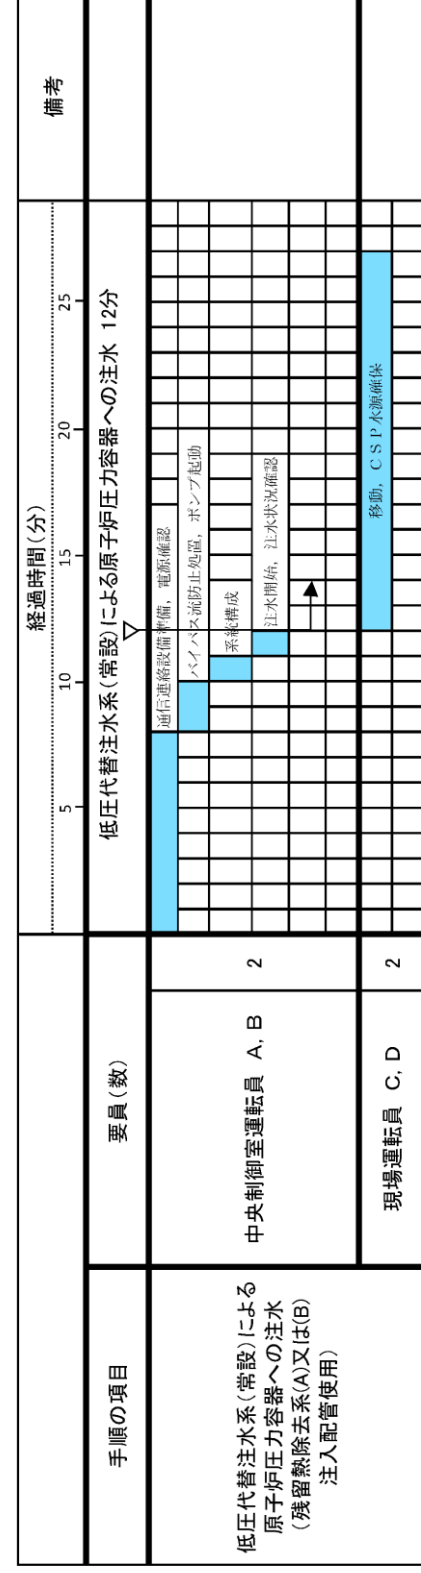 経過時間(分)
備考
5
10
15
20
25
手順の項目
要員(数)
低圧代替注水系(常設)による原子炉圧力容器への注水 12分
低圧代替注水系(常設)による
原子炉圧力容器への注水
(残留熱除去系(A)又は(B)
注入配管使用)
中央制御室運転員 A, B
2
通信連絡設備準備, 電源確認
バイパス流防止処置, ポンプ起動
系統構成
注水開始, 注水状況確認
現場運転員 C, D
2
移動, CSP水源確保